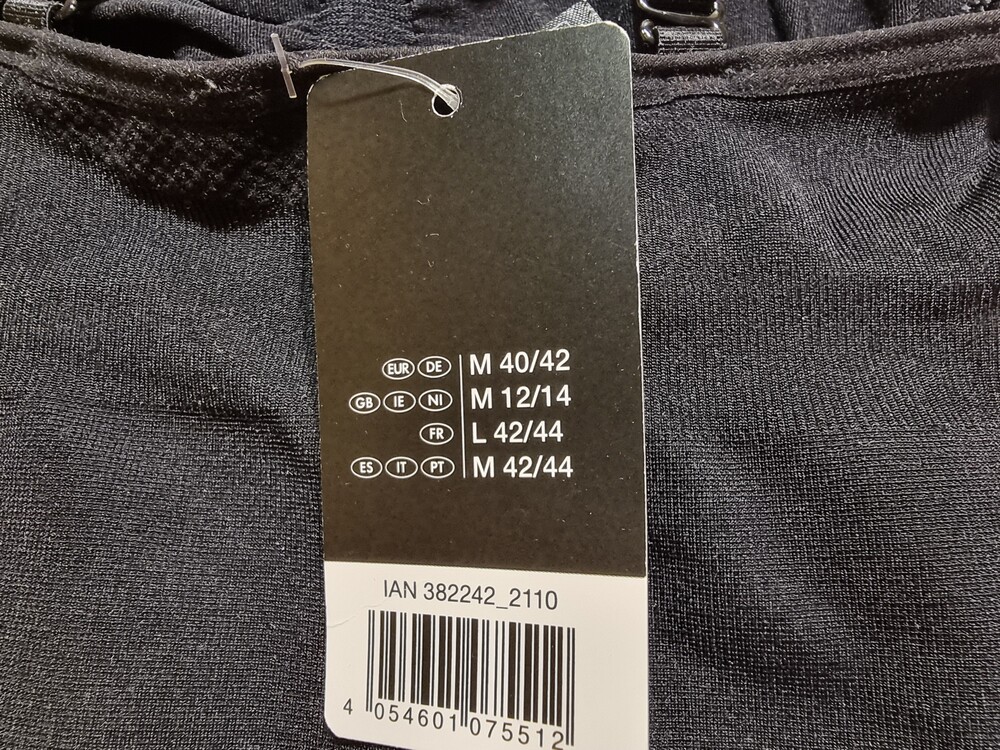 EUR DE M 40/42
GB IE NI M 12/14
FR L 42/44
ES IT PT M 42/44
IAN 382242_2110
4 054601 075512